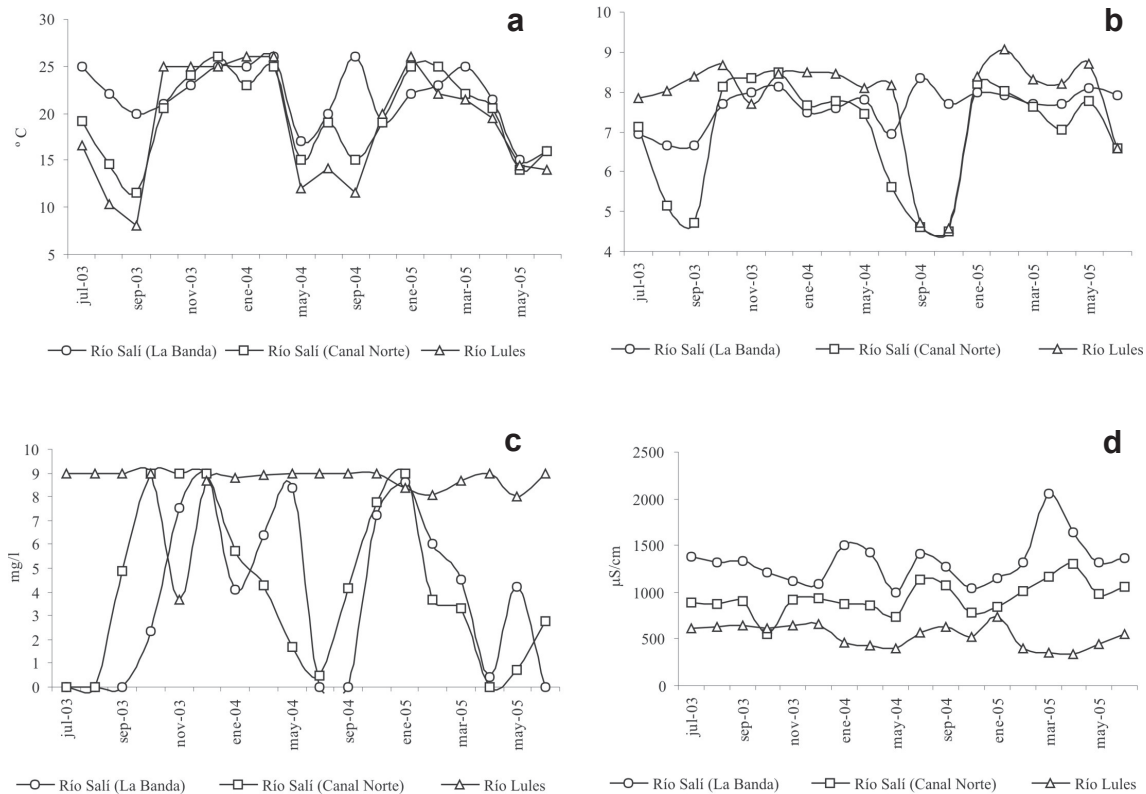 a
30
25
20
15
10
5
º C
jul-03
sep-03
nov-03
ene-04
may-04
sep-04
ene-05
mar-05
may-05
Río Salí (La Banda) Río Salí (Canal Norte) Río Lules
b
10
9
8
7
6
5
4
jul-03
sep-03
nov-03
ene-04
may-04
sep-04
ene-05
mar-05
may-05
Río Salí (La Banda) Río Salí (Canal Norte) Río Lules
c
10
9
8
7
6
5
4
3
2
1
0
mg/l
jul-03
sep-03
nov-03
ene-04
may-04
sep-04
ene-05
mar-05
may-05
Río Salí (La Banda) Río Salí (Canal Norte) Río Lules
d
2500
2000
1500
1000
500
0
µS/cm
jul-03
sep-03
nov-03
ene-04
may-04
sep-04
ene-05
mar-05
may-05
Río Salí (La Banda) Río Salí (Canal Norte) Río Lules